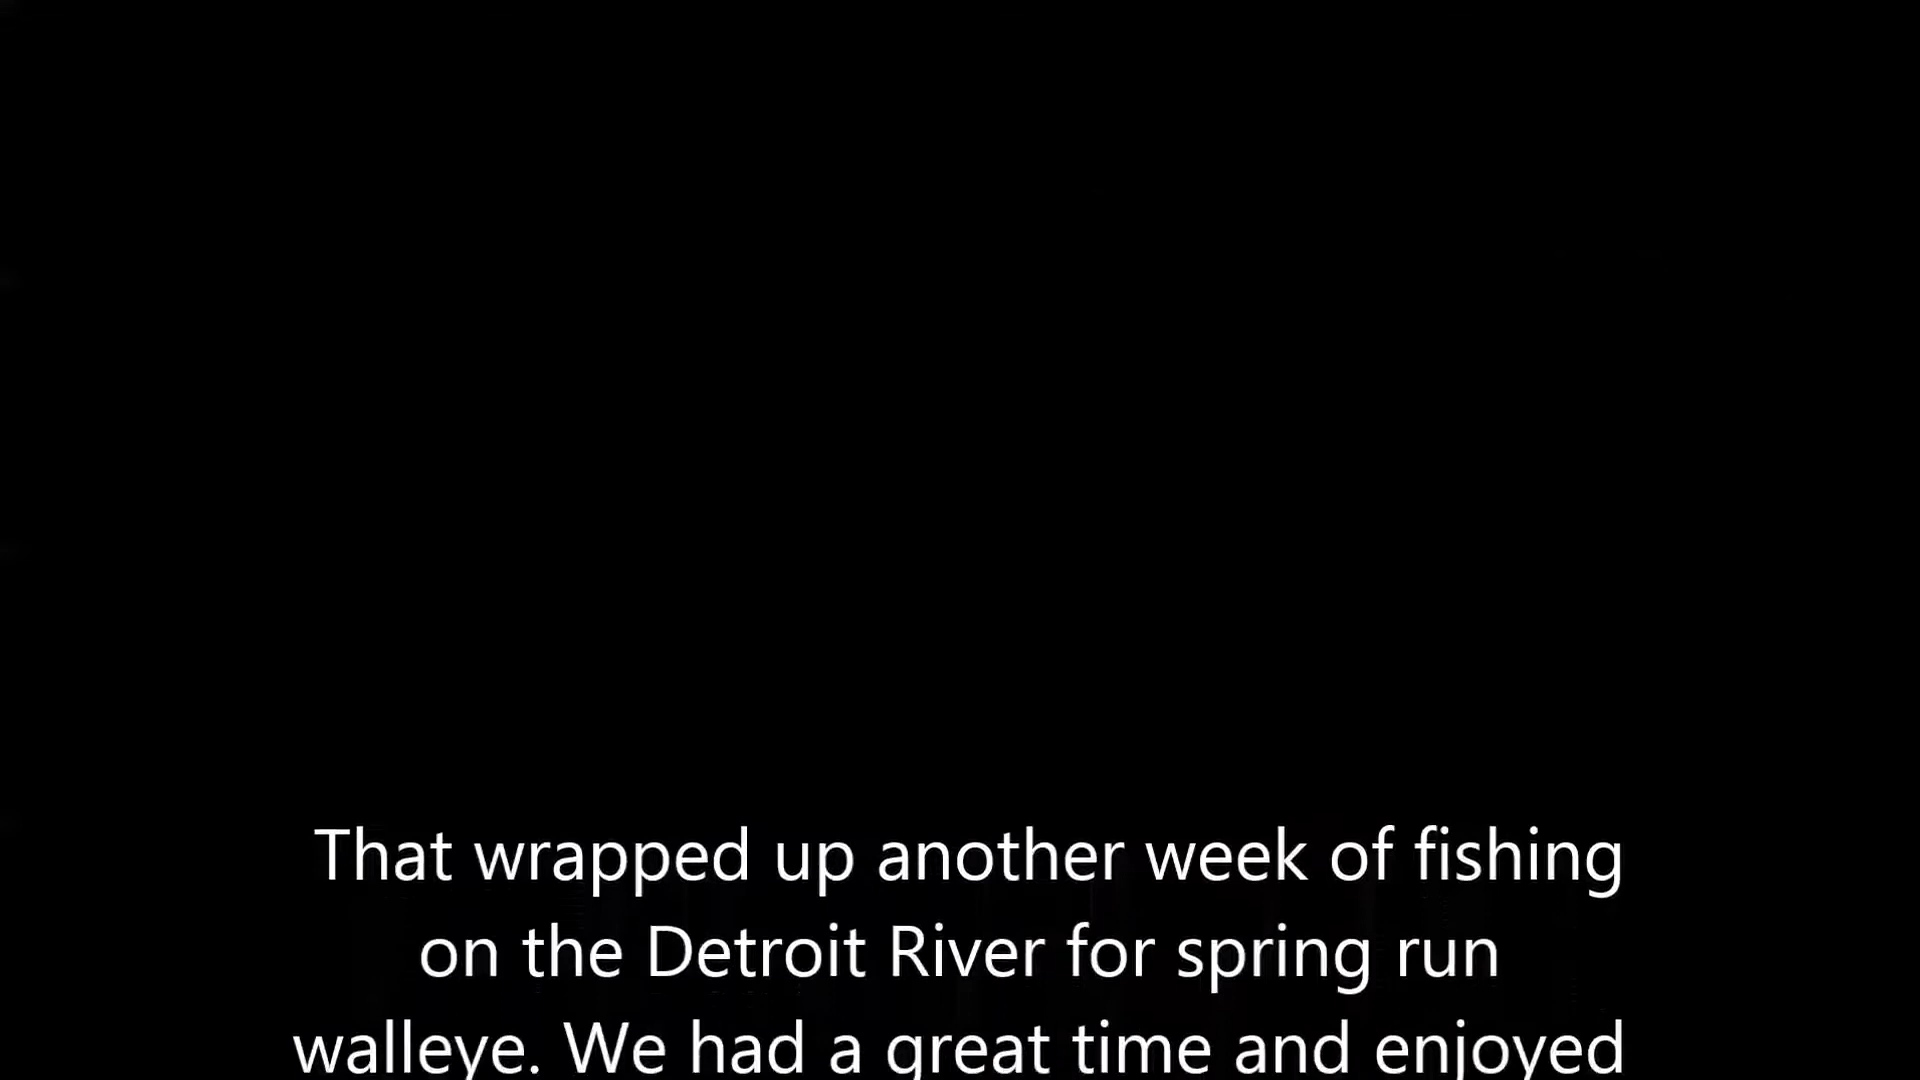 That wrapped up another week of fishing
on the Detroit River for spring run
walleye. We had a great time and enjoyed